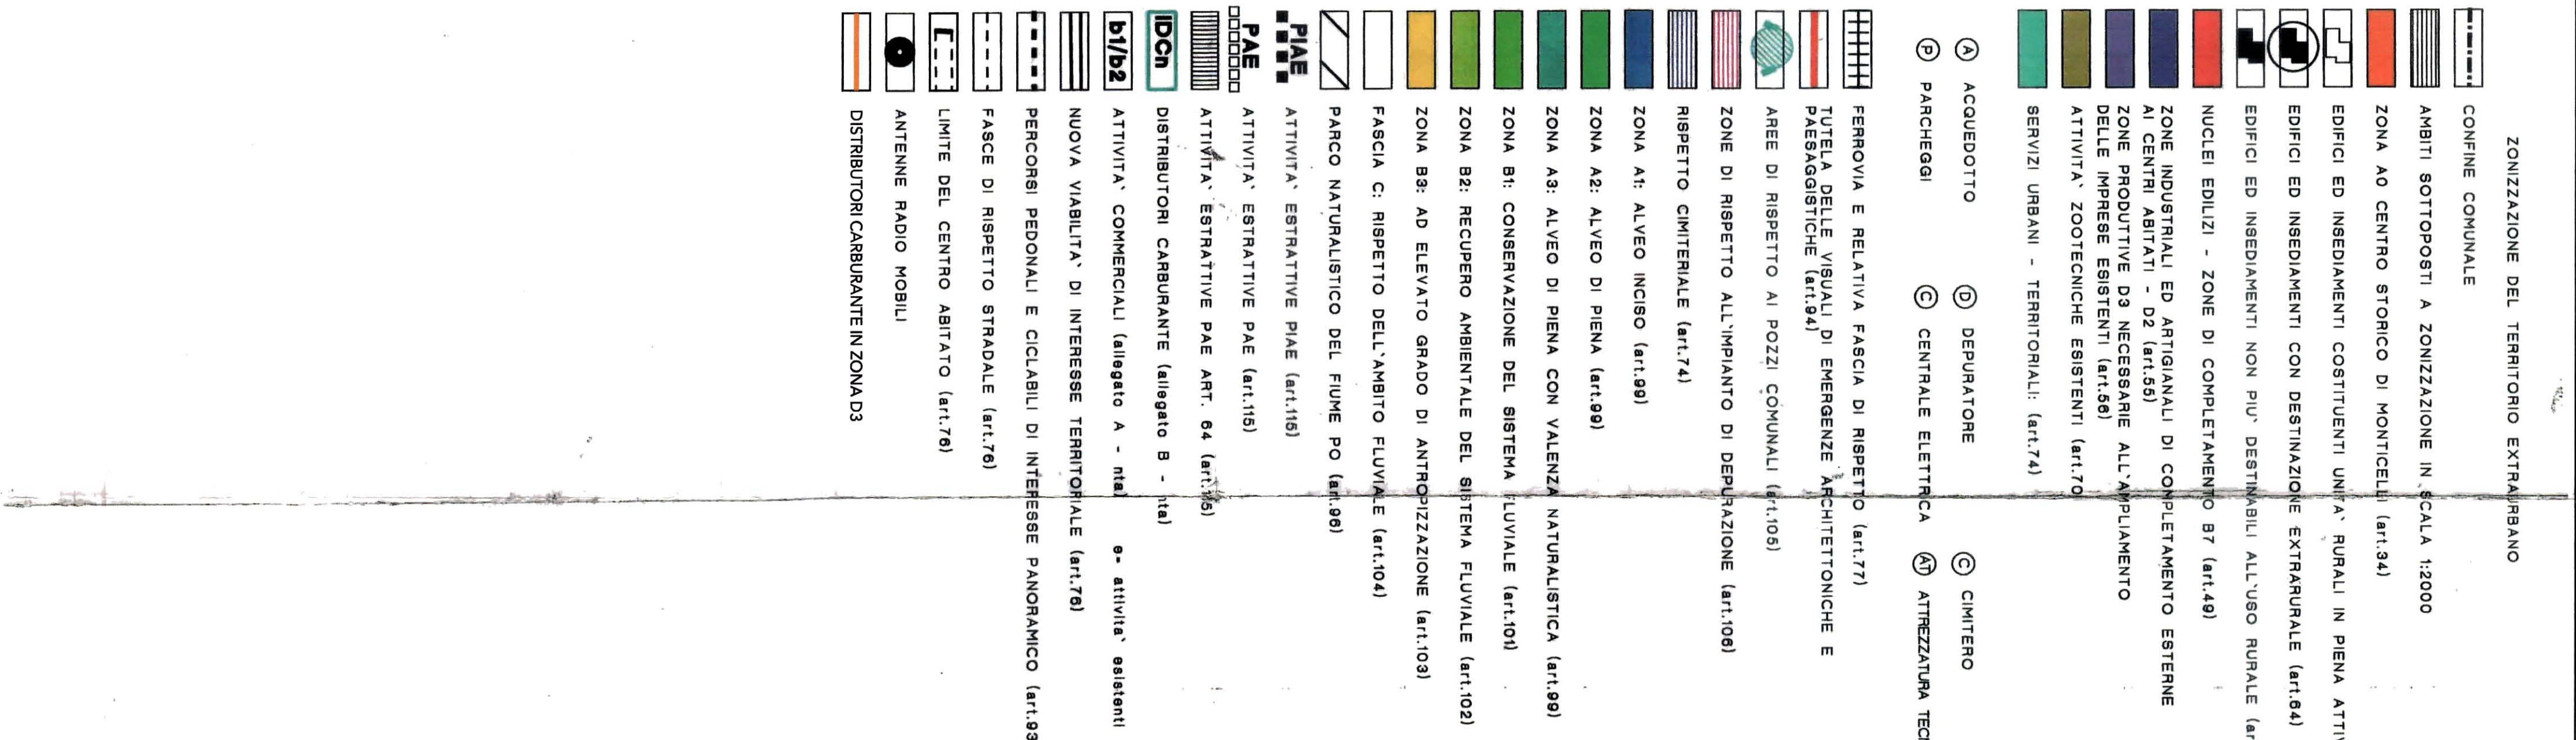 ZONIZZAZIONE DEL TERRITORIO EXTRAURBANO
CONFINE COMUNALE
AMBITI SOTTOPOSTI A ZONIZZAZIONE IN SCALA 1:2000
ZONA A0 CENTRO STORICO DI MONTICELLI (art.34)
EDIFICI ED INSEDIAMENTI COSTITUENTI UNITA` RURALI IN PIENA ATTIV
EDIFICI ED INSEDIAMENTI CON DESTINAZIONE EXTRARURALE (art.64)
EDIFICI ED INSEDIAMENTI NON PIU` DESTINABILI ALL`USO RURALE (ar
NUCLEI EDILIZI - ZONE DI COMPLETAMENTO B7 (art.49)
ZONE INDUSTRIALI ED ARTIGIANALI DI COMPLETAMENTO ESTERNE
AI CENTRI ABITATI - D2 (art.55)
ZONE PRODUTTIVE D3 NECESSARIE ALL`AMPLIAMENTO
DELLE IMPRESE ESISTENTI (art.56)
ATTIVITA` ZOOTECNICHE ESISTENTI (art.70
SERVIZI URBANI - TERRITORIALI: (art.74)
A ACQUEDOTTO D DEPURATORE C CIMITERO
P PARCHEGGI C CENTRALE ELETTRICA AT ATTREZZATURA TEC
FERROVIA E RELATIVA FASCIA DI RISPETTO (art.77)
TUTELA DELLE VISUALI DI EMERGENZE ARCHITETTONICHE E
PAESAGGISTICHE (art.94)
AREE DI RISPETTO AI POZZI COMUNALI (art.105)
ZONE DI RISPETTO ALL`IMPIANTO DI DEPURAZIONE (art.106)
RISPETTO CIMITERIALE (art.74)
ZONA A1: ALVEO INCISO (art.99)
ZONA A2: ALVEO DI PIENA (art.99)
ZONA A3: ALVEO DI PIENA CON VALENZA NATURALISTICA (art.99)
ZONA B1: CONSERVAZIONE DEL SISTEMA FLUVIALE (art.101)
ZONA B2: RECUPERO AMBIENTALE DEL SISTEMA FLUVIALE (art.102)
ZONA B3: AD ELEVATO GRADO DI ANTROPIZZAZIONE (art.103)
FASCIA C: RISPETTO DELL`AMBITO FLUVIALE (art.104)
PARCO NATURALISTICO DEL FIUME PO (art.96)
PIAE ATTIVITA` ESTRATTIVE PIAE (art.115)
PAE ATTIVITA` ESTRATTIVE PAE (art.115)
ATTIVITA` ESTRATTIVE PAE ART. 64 (art.115)
IDCn DISTRIBUTORI CARBURANTE (allegato B - nta)
b1/b2 ATTIVITA` COMMERCIALI (allegato A - nta) e= attivita` esistenti
NUOVA VIABILITA` DI INTERESSE TERRITORIALE (art.76)
PERCORSI PEDONALI E CICLABILI DI INTERESSE PANORAMICO (art.93
FASCE DI RISPETTO STRADALE (art.76)
LIMITE DEL CENTRO ABITATO (art.76)
ANTENNE RADIO MOBILI
DISTRIBUTORI CARBURANTE IN ZONA D3